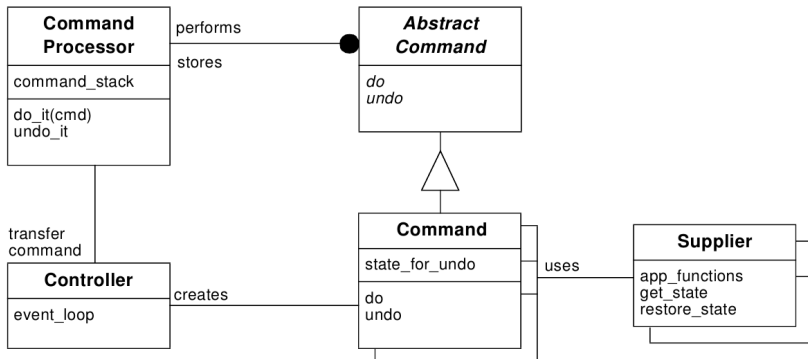 Command
Processor
command_stack
do_it(cmd)
undo_it
performs
stores
Abstract
Command
do
undo
transfer
command
Controller
event_loop
creates
Command
state_for_undo
do
undo
uses
Supplier
app_functions
get_state
restore_state